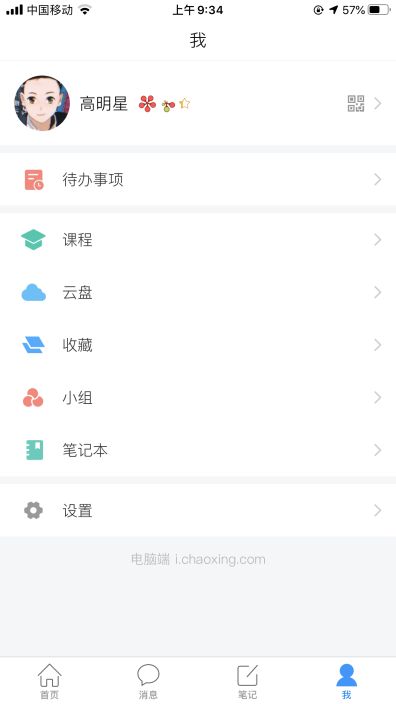 中国移动 上午 9:34 57%
我
高明星
待办事项
课程
云盘
收藏
小组
笔记本
设置
电脑端 i.chaoxing.com
首页 消息 笔记 我